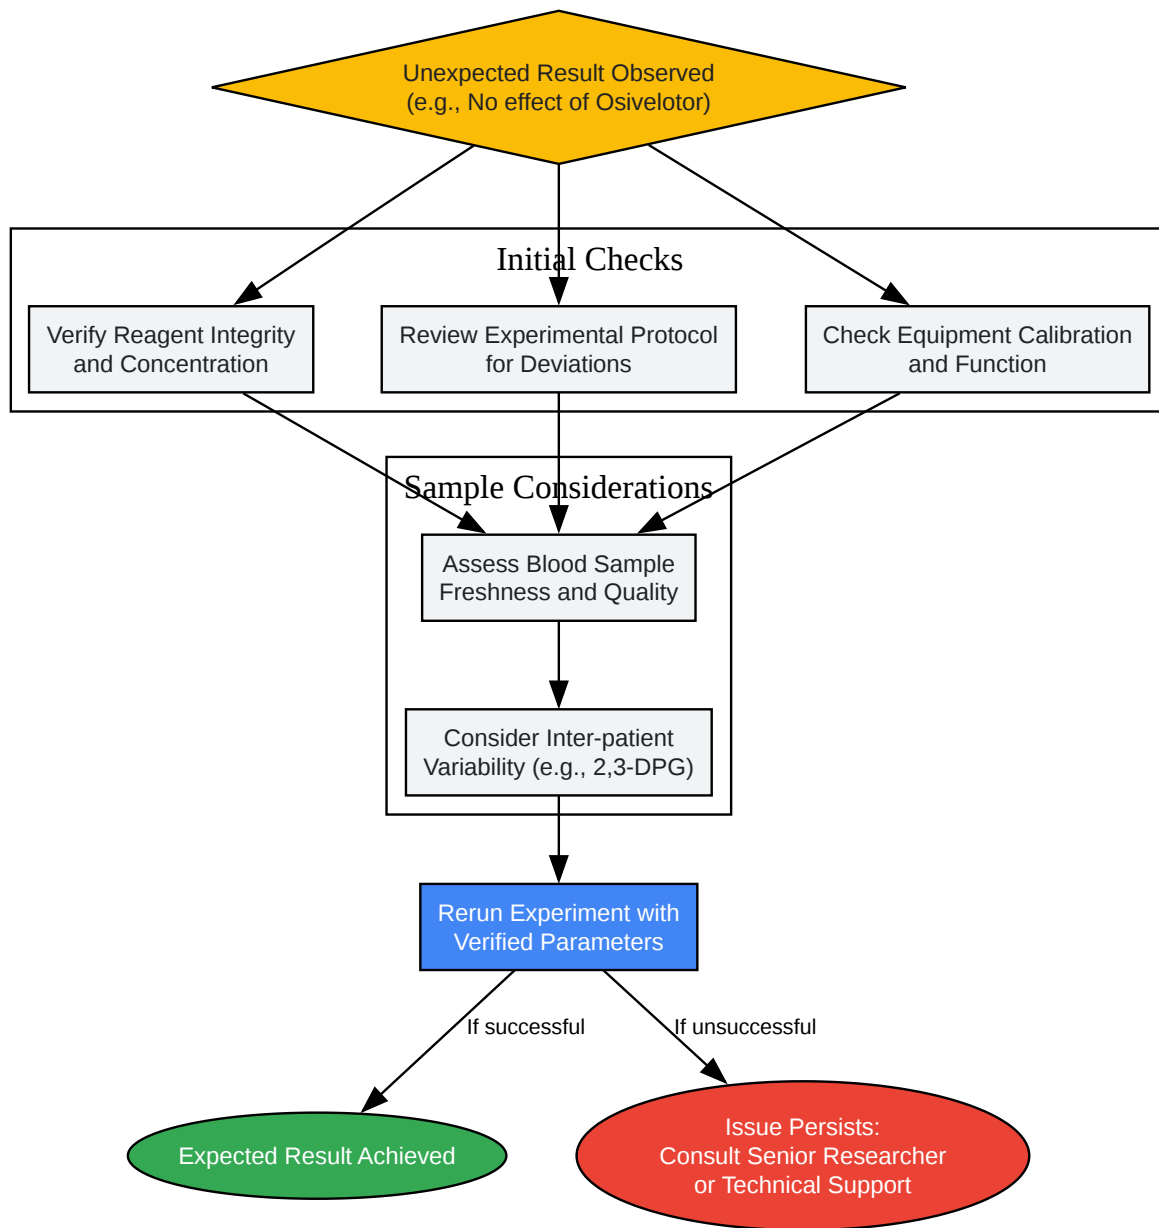 Unexpected Result Observed
(e.g., No effect of Osivelotor)
Initial Checks
Verify Reagent Integrity
and Concentration
Review Experimental Protocol
for Deviations
Check Equipment Calibration
and Function
Sample Considerations
Assess Blood Sample
Freshness and Quality
Consider Inter-patient
Variability (e.g., 2,3-DPG)
Rerun Experiment with
Verified Parameters
If successful
If unsuccessful
Expected Result Achieved
Issue Persists:
Consult Senior Researcher
or Technical Support